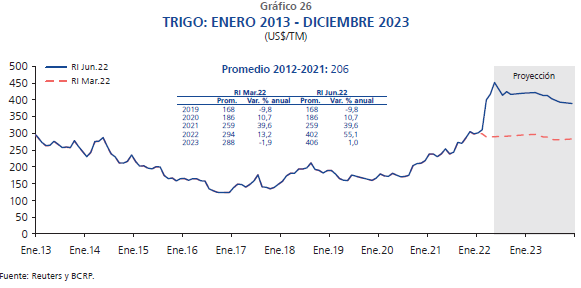 Gráfico 26
TRIGO: ENERO 2013 - DICIEMBRE 2023
(US$/TM)
500
450
400
350
300
250
200
150
100
50
0
RI Jun.22
RI Mar.22
Proyección
Promedio 2012-2021: 206
RI Mar.22 RI Jun.22
Prom. Var. % anual Prom. Var. % anual
2019 168 -9,8 168 -9,8
2020 186 10,7 186 10,7
2021 259 39,6 259 39,6
2022 294 13,2 402 55,1
2023 288 -1,9 406 1,0
Ene.13 Ene.14 Ene.15 Ene.16 Ene.17 Ene.18 Ene.19 Ene.20 Ene.21 Ene.22 Ene.23
Fuente: Reuters y BCRP.